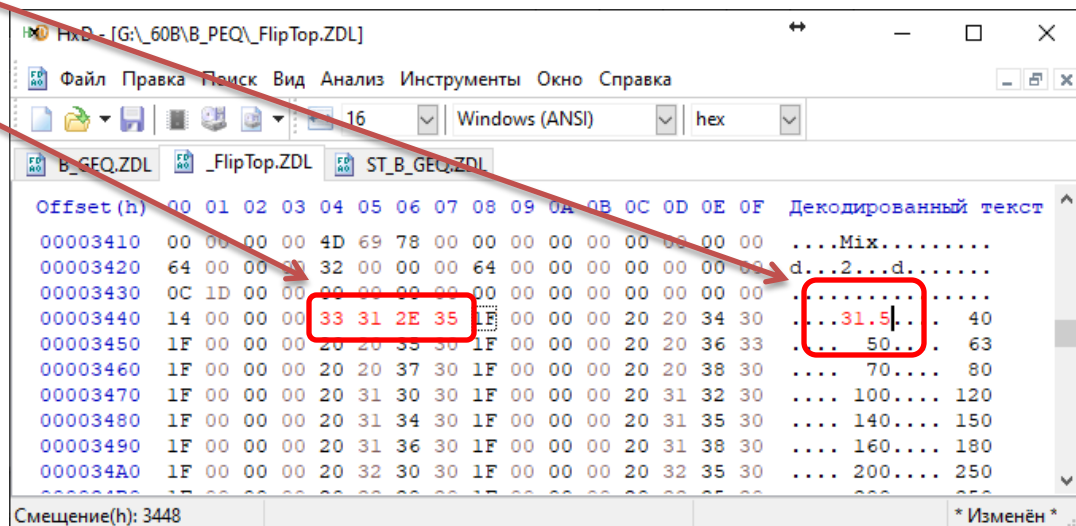 HxD - [G:\_60B\B_PEQ\_FlipTop.ZDL]
Файл Правка Поиск Вид Анализ Инструменты Окно Справка
16 Windows (ANSI) hex
B_GEQ.ZDL _FlipTop.ZDL ST_B_GEQ.ZDL
Offset(h) 00 01 02 03 04 05 06 07 08 09 0A 0B 0C 0D 0E 0F Декодированный текст
00003410 00 00 00 00 4D 69 78 00 00 00 00 00 00 00 00 00 ....Mix.........
00003420 64 00 00 00 32 00 00 00 64 00 00 00 00 00 00 00 d...2...d.......
00003430 0C 1D 00 00 00 00 00 00 00 00 00 00 00 00 00 00 ................
00003440 14 00 00 00 33 31 2E 35 1F 00 00 00 20 20 34 30 ....31.5....  40
00003450 1F 00 00 00 20 20 35 30 1F 00 00 00 20 20 36 33 ....  50....  63
00003460 1F 00 00 00 20 20 37 30 1F 00 00 00 20 20 38 30 ....  70....  80
00003470 1F 00 00 00 20 31 30 30 1F 00 00 00 20 31 32 30 .... 100.... 120
00003480 1F 00 00 00 20 31 34 30 1F 00 00 00 20 31 35 30 .... 140.... 150
00003490 1F 00 00 00 20 31 36 30 1F 00 00 00 20 31 38 30 .... 160.... 180
000034A0 1F 00 00 00 20 32 30 30 1F 00 00 00 20 32 35 30 .... 200.... 250
Смещение(h): 3448 * Изменён *